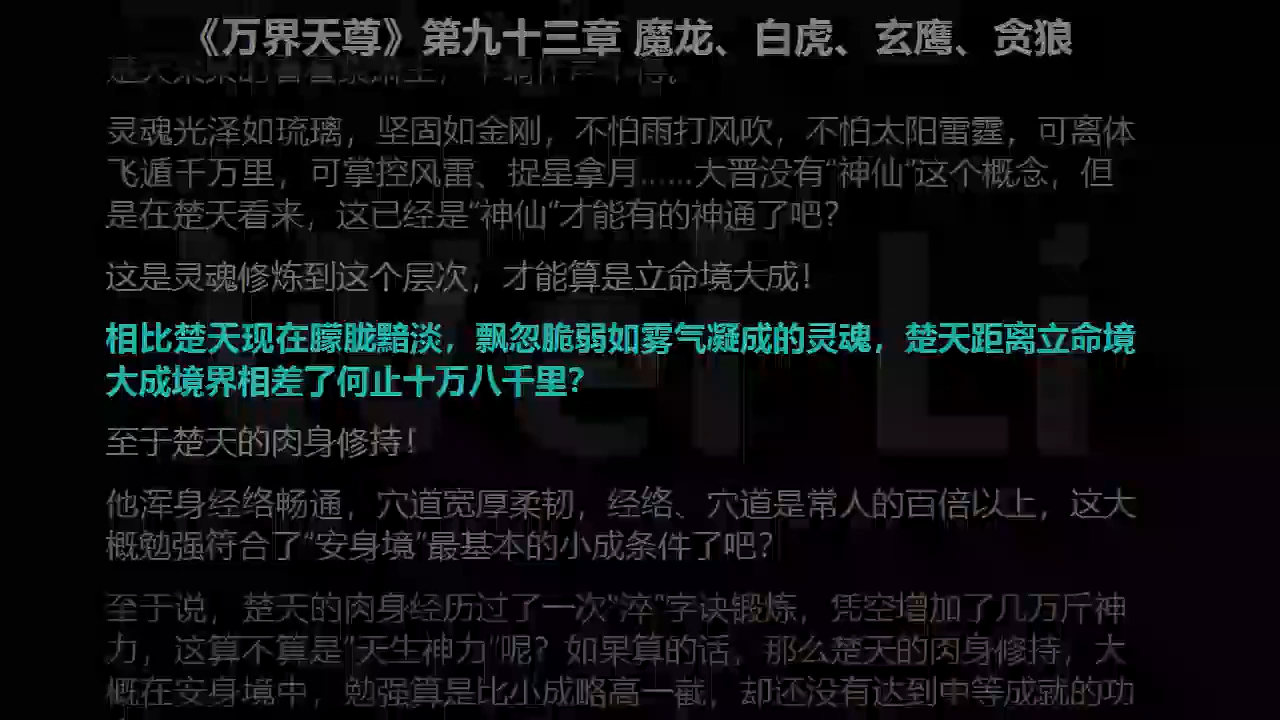 《万界天尊》第九十三章 魔龙、白虎、玄鹰、贪狼
灵魂光泽如琉璃，坚固如金刚，不怕雨打风吹，不怕太阳雷霆，可离体
飞遁千万里，可掌控风雷、捉星拿月……大晋没有“神仙”这个概念，但
是在楚天看来，这已经是“神仙”才能有的神通了吧？
这是灵魂修炼到这个层次，才能算是立命境大成！
相比楚天现在朦胧黯淡，飘忽脆弱如雾气凝成的灵魂，楚天距离立命境
大成境界相差了何止十万八千里？
至于楚天的肉身修持！
他浑身经络畅通，穴道宽厚柔韧，经络、穴道是常人的百倍以上，这大
概勉强符合了“安身境”最基本的小成条件了吧？
至于说，楚天的肉身经历过了一次“淬”字诀锻炼，凭空增加了几万斤神
力，这算不算是“天生神力”呢？如果算的话，那么楚天的肉身修持，大
概在安身境中，勉强算是比小成略高一截，却还没有达到中等成就的功
Wei Li